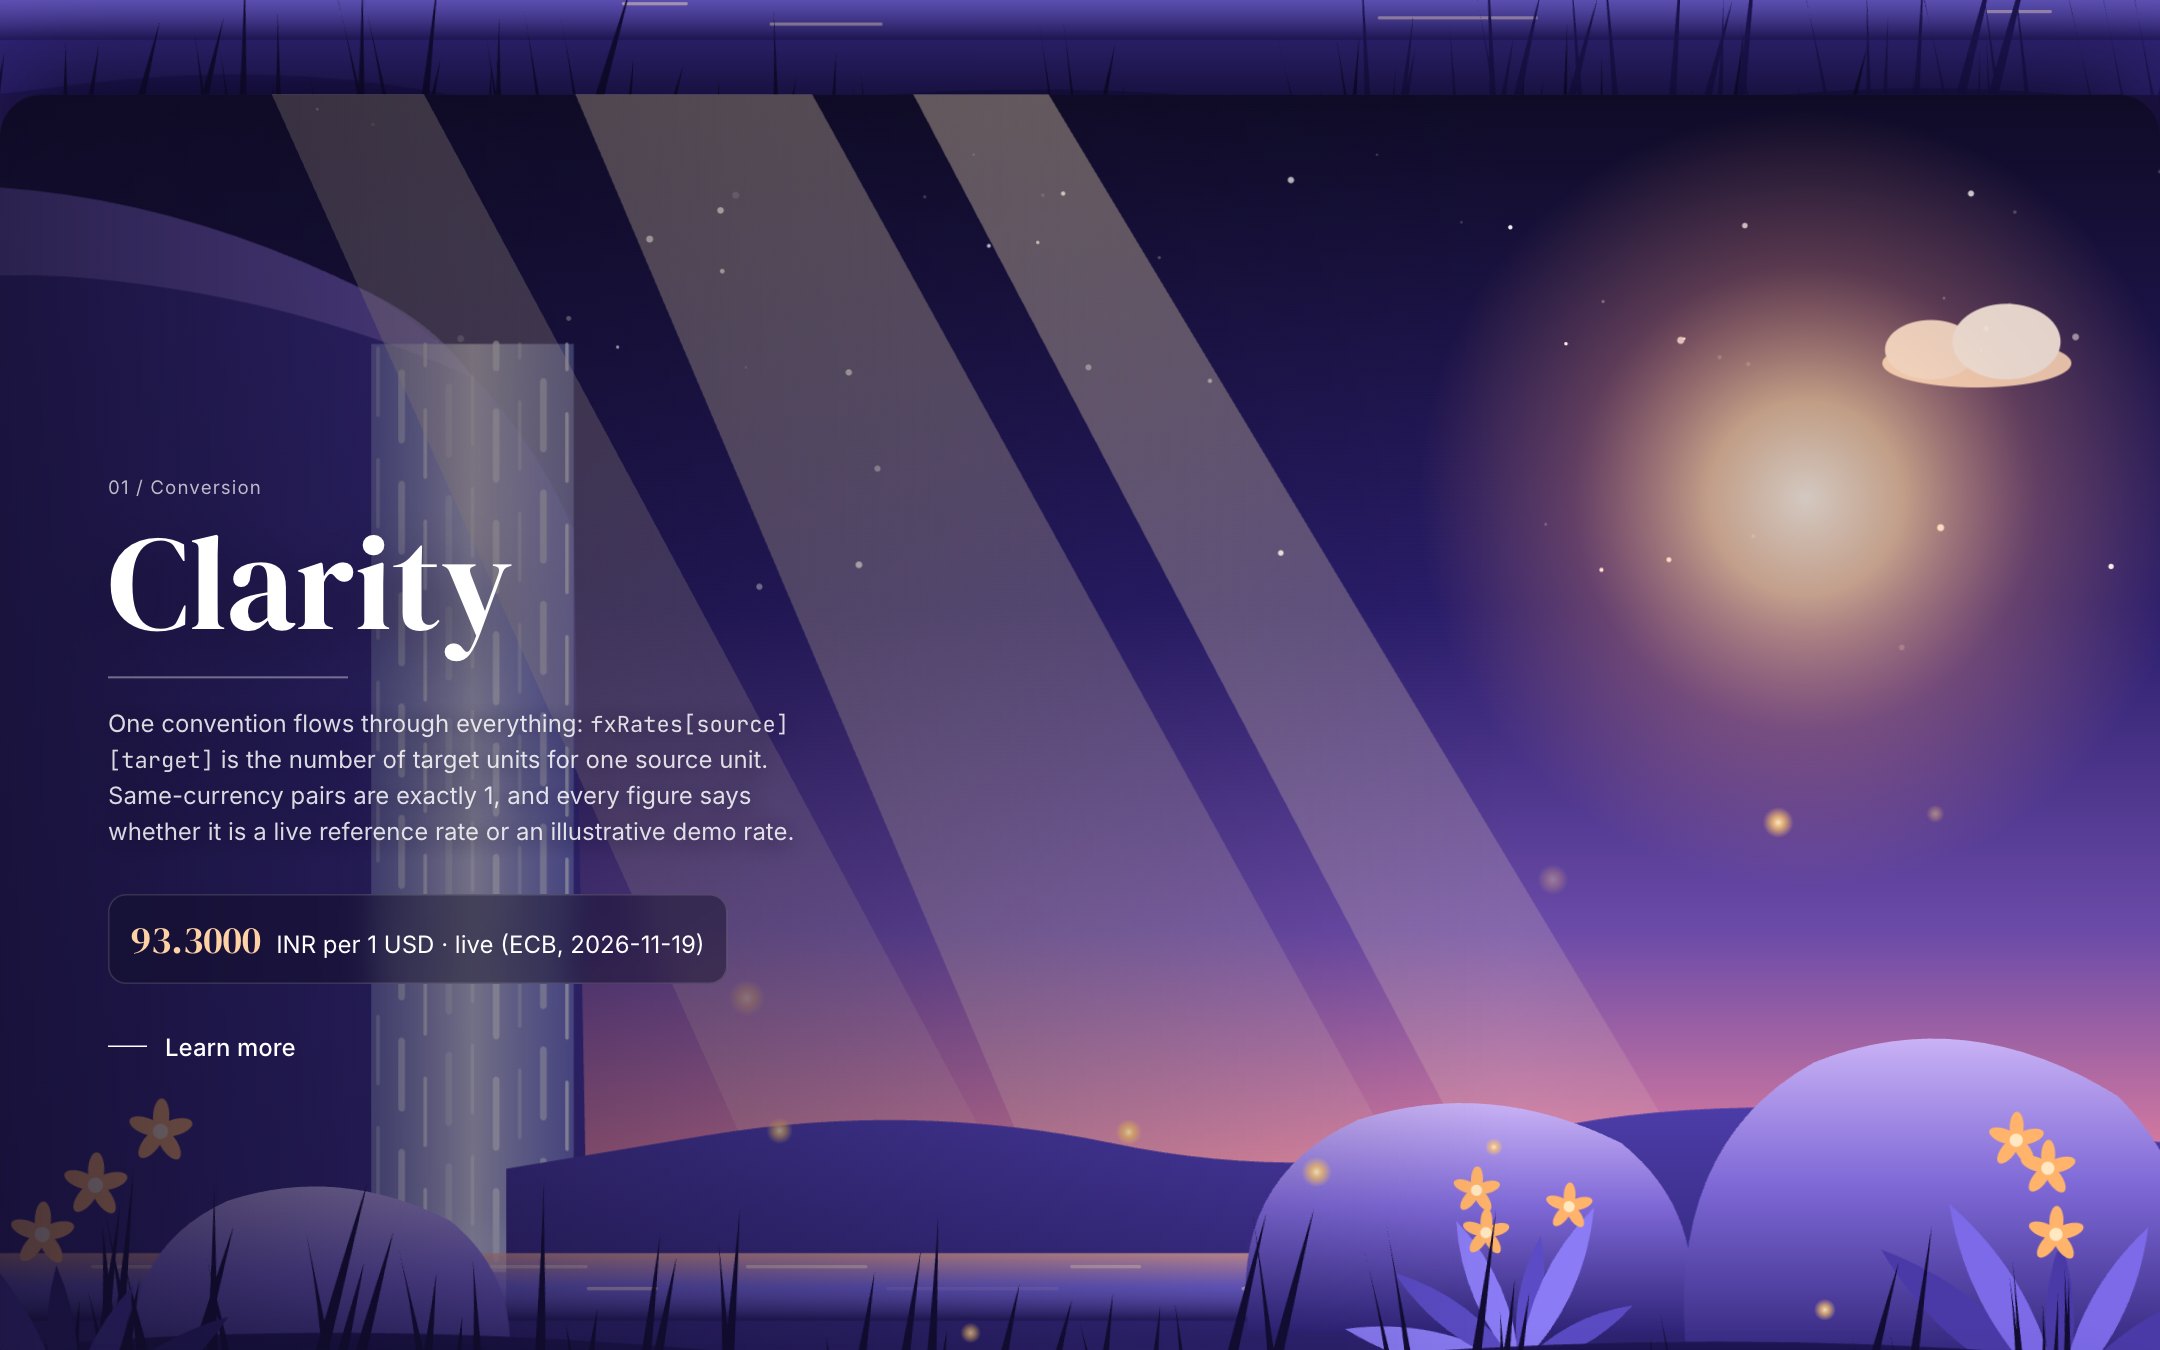 01 / Conversion
Clarity
One convention flows through everything: fxRates[source]
[target] is the number of target units for one source unit.
Same-currency pairs are exactly 1, and every figure says
whether it is a live reference rate or an illustrative demo rate.
93.3000 INR per 1 USD · live (ECB, 2026-11-19)
Learn more